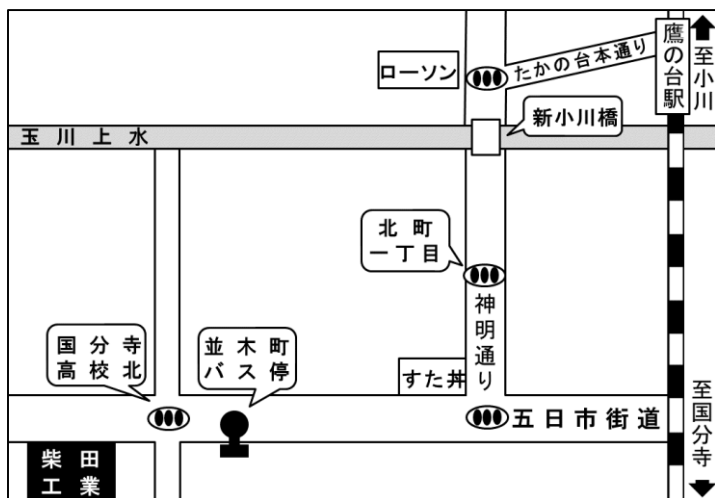 鷹の台駅
至小川
たかの台本通り
ローソン
新小川橋
玉川上水
北町
一丁目
神明通り
国分寺
高校北
並木町
バス停
すた丼
五日市街道
至国分寺
柴田
工業